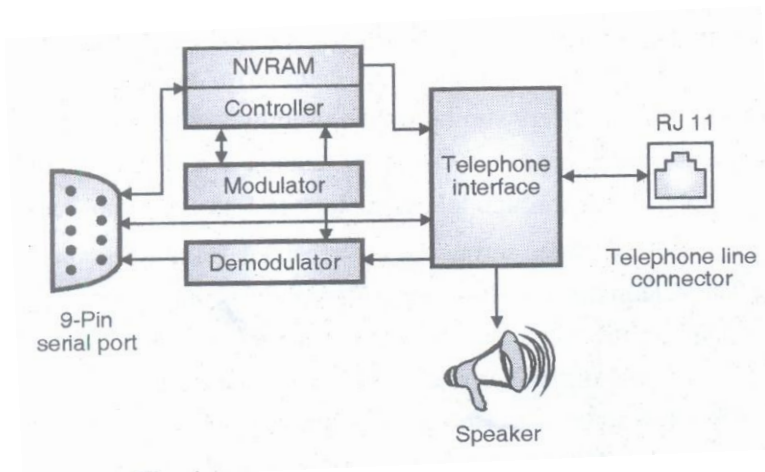 NVRAM
Controller
RJ 11
Telephone
interface
Modulator
Demodulator
Telephone line
connector
9-Pin
serial port
Speaker